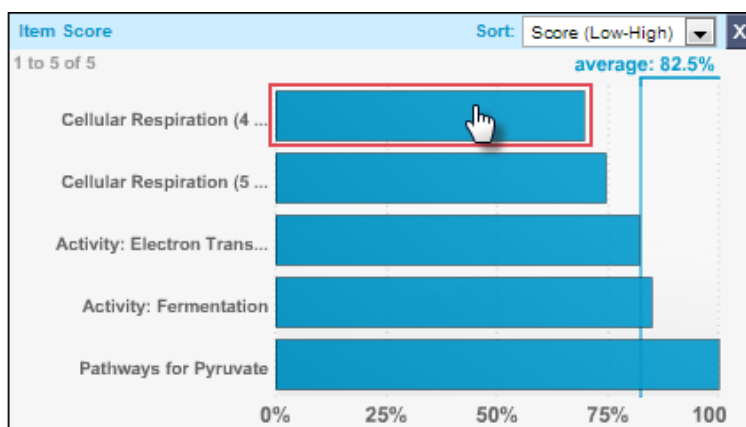 Item Score Sort: Score (Low-High) X
1 to 5 of 5 average: 82.5%
Cellular Respiration (4 ...
Cellular Respiration (5 ...
Activity: Electron Trans...
Activity: Fermentation
Pathways for Pyruvate
0% 25% 50% 75% 100